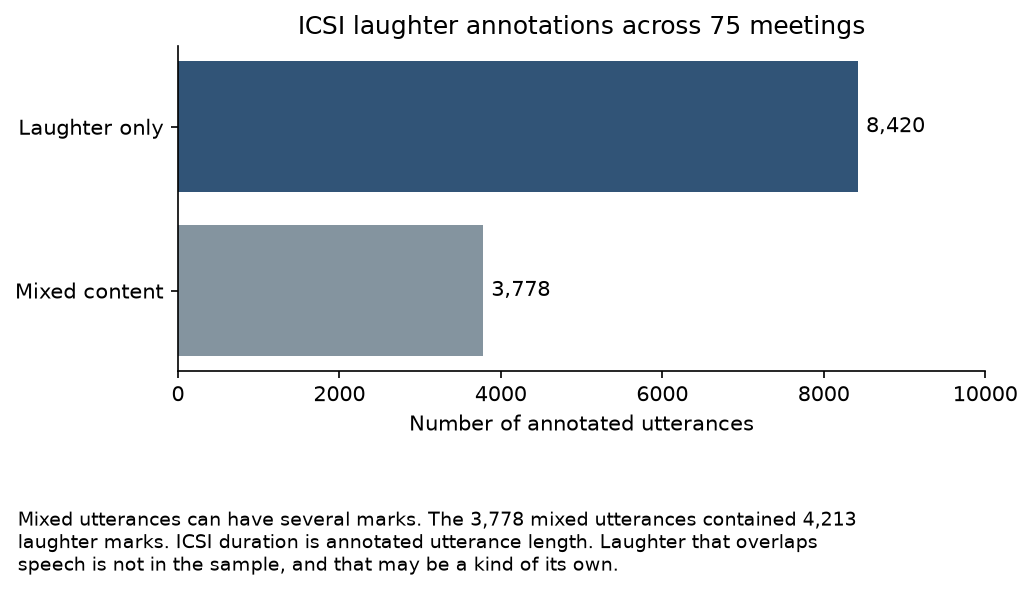 ICSI laughter annotations across 75 meetings
Laughter only
8,420
Mixed content
3,778
0 2000 4000 6000 8000 10000
Number of annotated utterances
Mixed utterances can have several marks. The 3,778 mixed utterances contained 4,213
laughter marks. ICSI duration is annotated utterance length. Laughter that overlaps
speech is not in the sample, and that may be a kind of its own.